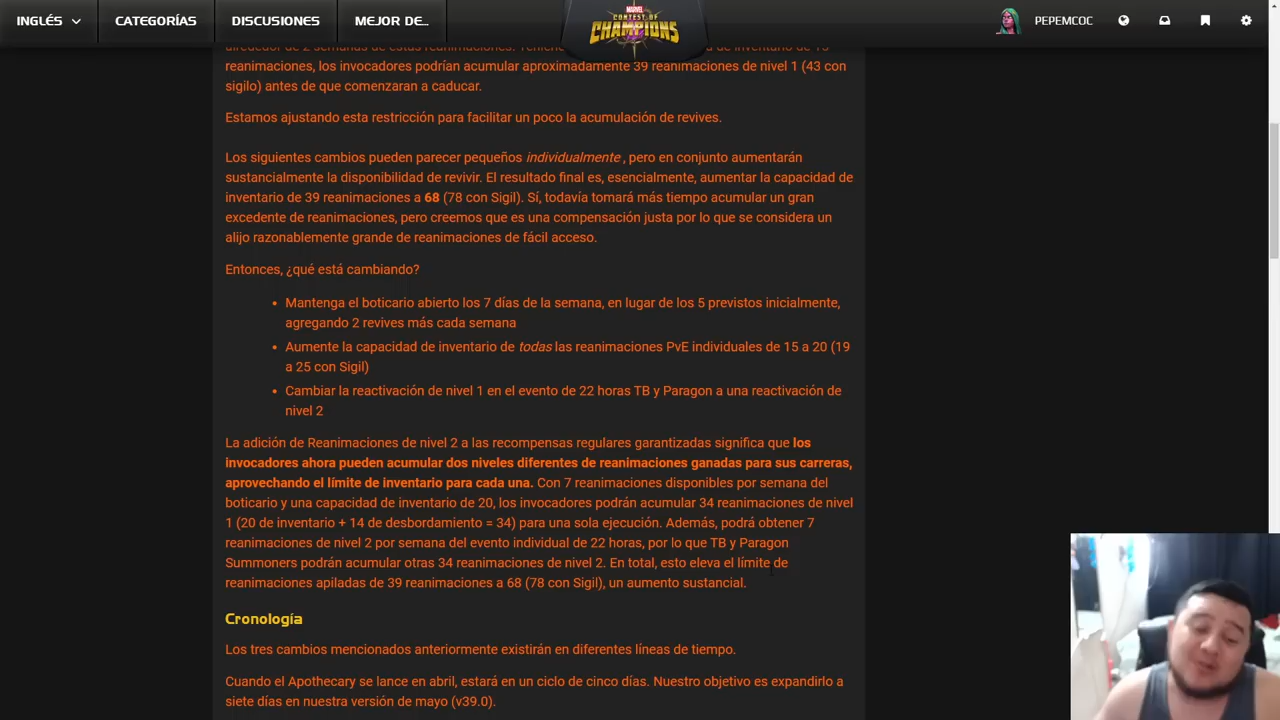 INGLÉS
CATEGORÍAS
DISCUSIONES
MEJOR DE...
MARVEL
CONTEST OF
CHAMPIONS
PEPEMCOC
alrededor de 2 semanas de estas reanimaciones.
reanimaciones, los invocadores podrían acumular aproximadamente 39 reanimaciones de nivel 1 (43 con
sigilo) antes de que comenzaran a caducar.
Estamos ajustando esta restricción para facilitar un poco la acumulación de revives.
Los siguientes cambios pueden parecer pequeños individualmente , pero en conjunto aumentarán
sustancialmente la disponibilidad de revivir. El resultado final es, esencialmente, aumentar la capacidad de
inventario de 39 reanimaciones a 68 (78 con Sigil). Sí, todavía tomará más tiempo acumular un gran
excedente de reanimaciones, pero creemos que es una compensación justa por lo que se considera un
alijo razonablemente grande de reanimaciones de fácil acceso.
Entonces, ¿qué está cambiando?
• Mantenga el boticario abierto los 7 días de la semana, en lugar de los 5 previstos inicialmente,
agregando 2 revives más cada semana
• Aumente la capacidad de inventario de todas las reanimaciones PvE individuales de 15 a 20 (19
a 25 con Sigil)
• Cambiar la reactivación de nivel 1 en el evento de 22 horas TB y Paragon a una reactivación de
nivel 2
La adición de Reanimaciones de nivel 2 a las recompensas regulares garantizadas significa que los
invocadores ahora pueden acumular dos niveles diferentes de reanimaciones ganadas para sus carreras,
aprovechando el límite de inventario para cada una. Con 7 reanimaciones disponibles por semana del
boticario y una capacidad de inventario de 20, los invocadores podrán acumular 34 reanimaciones de nivel
1 (20 de inventario + 14 de desbordamiento = 34) para una sola ejecución. Además, podrá obtener 7
reanimaciones de nivel 2 por semana del evento individual de 22 horas, por lo que TB y Paragon
Summoners podrán acumular otras 34 reanimaciones de nivel 2. En total, esto eleva el límite de
reanimaciones apiladas de 39 reanimaciones a 68 (78 con Sigil), un aumento sustancial.
Cronología
Los tres cambios mencionados anteriormente existirán en diferentes líneas de tiempo.
Cuando el Apothecary se lance en abril, estará en un ciclo de cinco días. Nuestro objetivo es expandirlo a
siete días en nuestra versión de mayo (v39.0).